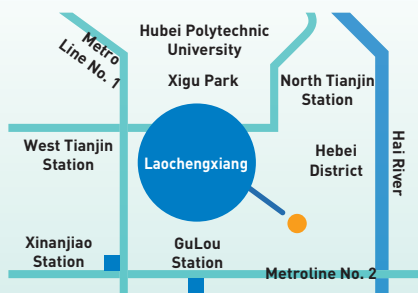 Metro
Line No. 1
Hubei Polytechnic
University
Xigu Park
North Tianjin
Station
West Tianjin
Station
Laochengxiang
Hebei
District
Hai River
Xinanjiao
Station
GuLou
Station
Metroline No. 2